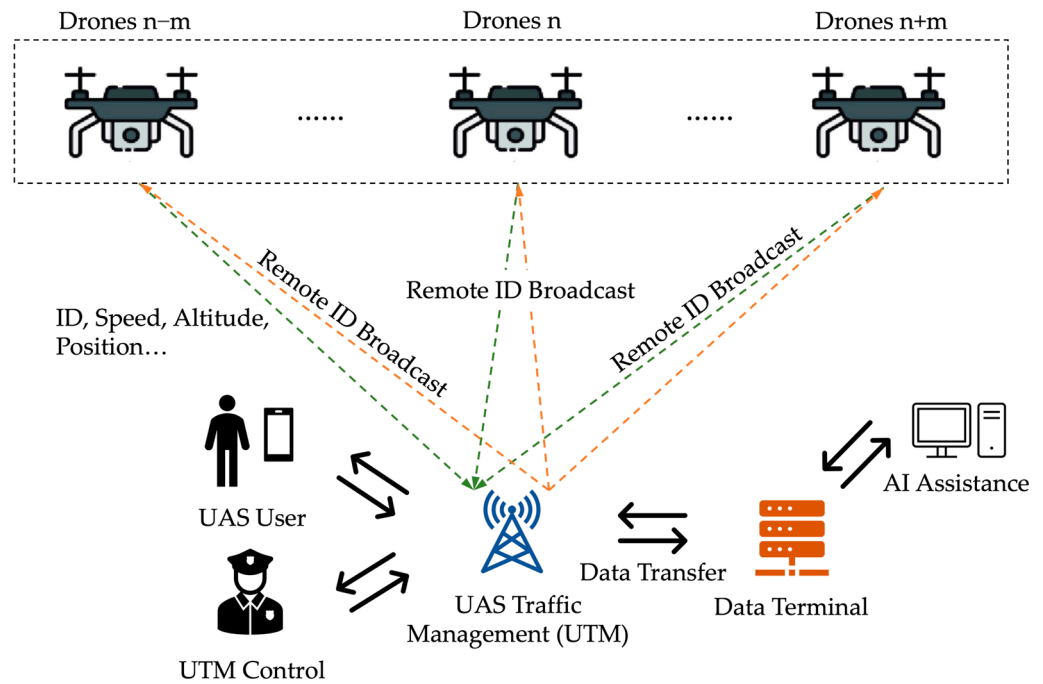 Drones n−m
Drones n
Drones n+m
......
......
Remote ID Broadcast
Remote ID Broadcast
Remote ID Broadcast
ID, Speed, Altitude,
Position...
UAS User
AI Assistance
Data Transfer
Data Terminal
UAS Traffic
Management (UTM)
UTM Control